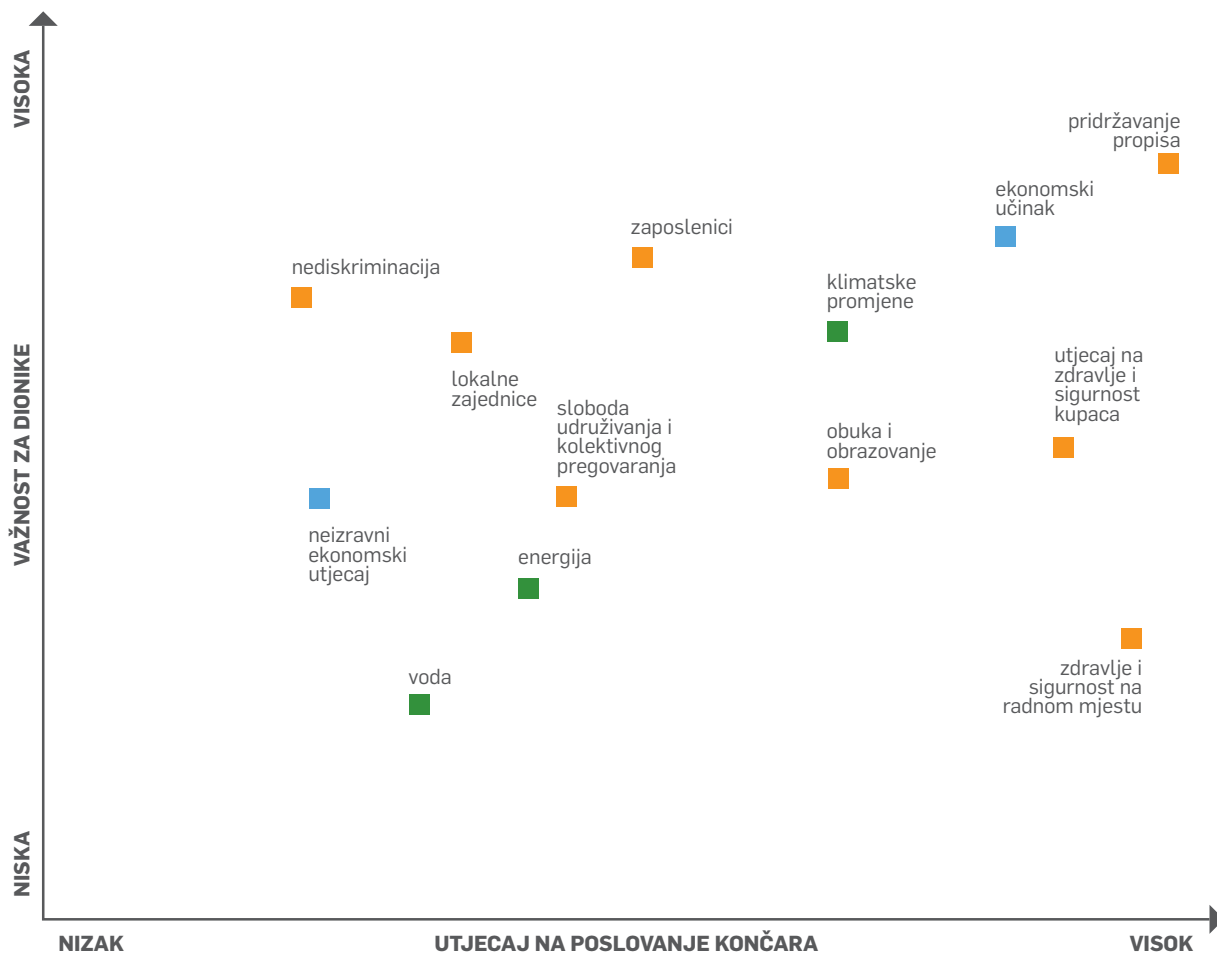 VISOKA
VAŽNOST ZA DIONIKE
NISKA
pridržavanje
propisa
ekonomski
učinak
zaposlenici
nediskriminacija
klimatske
promjene
lokalne
zajednice
utjecaj na
zdravlje i
sigurnost
kupaca
sloboda
udruživanja i
kolektivnog
pregovaranja
obuka i
obrazovanje
neizravni
ekonomski
utjecaj
energija
voda
zdravlje i
sigurnost na
radnom mjestu
NIZAK
UTJECAJ NA POSLOVANJE KONČARA
VISOK